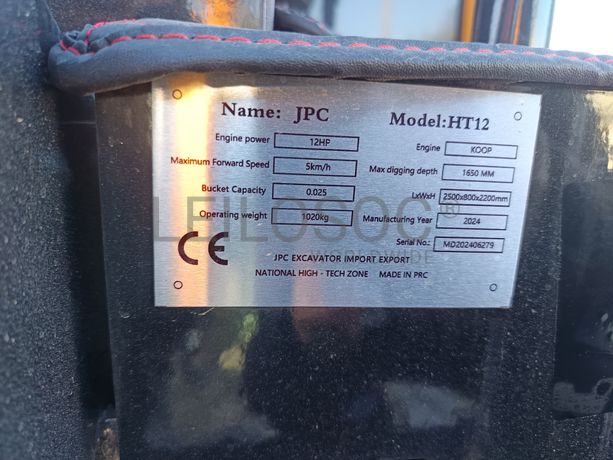 Name: JPC Model:HT12
Engine power 12HP Engine KOOP
Maximum Forward Speed 5km/h Max digging depth 1650 MM
Bucket Capacity 0.025 LxWxH 2500x800x2200mm
Operating weight 1020kg Manufacturing Year 2024
Serial No.: MD202406279
LEILOSOC®
WORLDWIDE
CE
JPC EXCAVATOR IMPORT EXPORT
NATIONAL HIGH - TECH ZONE MADE IN PRC